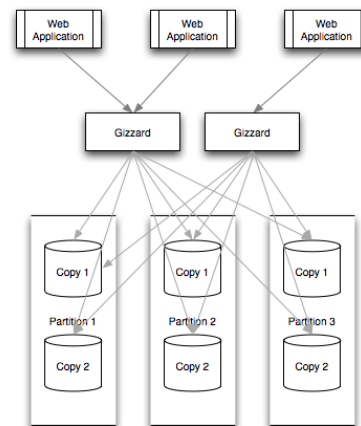 Web
Application
Web
Application
Web
Application
Gizzard
Gizzard
Copy 1
Copy 1
Copy 1
Partition 1
Partition 2
Partition 3
Copy 2
Copy 2
Copy 2